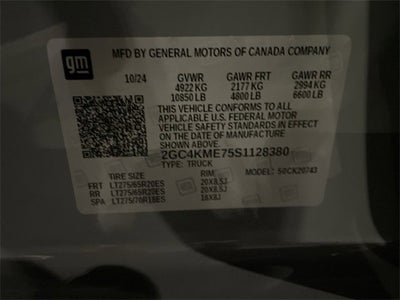 gm
MFD BY GENERAL MOTORS OF CANADA COMPANY
10/24 GVWR GAWR FRT GAWR RR
4922 KG 2177 KG 2994 KG
10850 LB 4800 LB 6600 LB
THIS VEHICLE CONFORMS TO ALL
APPLICABLE U.S. FEDERAL MOTOR
VEHICLE SAFETY STANDARDS IN EFFECT
ON THE DATE OF MANUFACTURE
SHOWN ABOVE.
2GC4KME75S1128380
TYPE: TRUCK MODEL: 50CK20743
TIRE SIZE RIM
FRT LT275/65R20ES 20X8.5J
RR LT275/65R20ES 20X8.5J
SPA LT275/70R18ES 18X8J